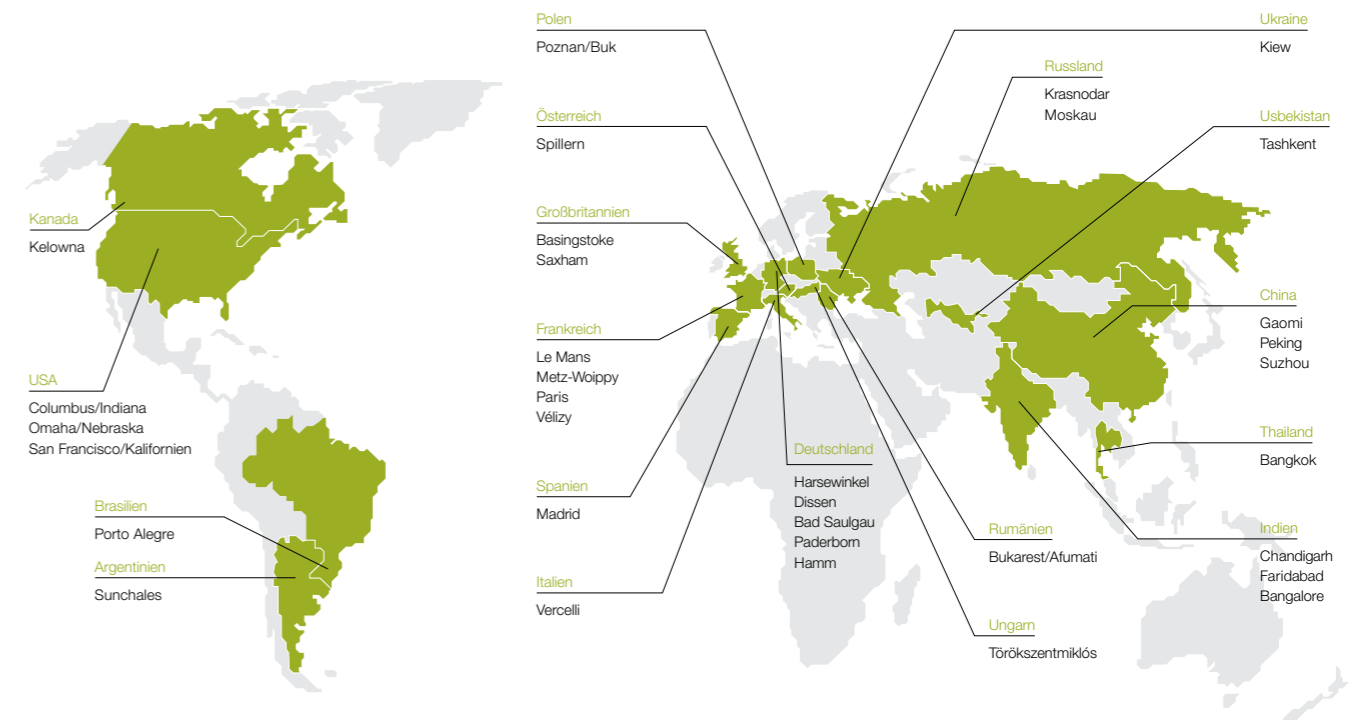 Kanada
Kelowna
USA
Columbus/Indiana
Omaha/Nebraska
San Francisco/Kalifornien
Brasilien
Porto Alegre
Argentinien
Sunchales
Polen
Poznan/Buk
Österreich
Spillern
Großbritannien
Basingstoke
Saxham
Frankreich
Le Mans
Metz-Woippy
Paris
Vélizy
Spanien
Madrid
Italien
Vercelli
Deutschland
Harsewinkel
Dissen
Bad Saulgau
Paderborn
Hamm
Rumänien
Bukarest/Afumati
Ungarn
Törökszentmiklós
Russland
Krasnodar
Moskau
Ukraine
Kiew
Usbekistan
Tashkent
China
Gaomi
Peking
Suzhou
Thailand
Bangkok
Indien
Chandigarh
Faridabad
Bangalore